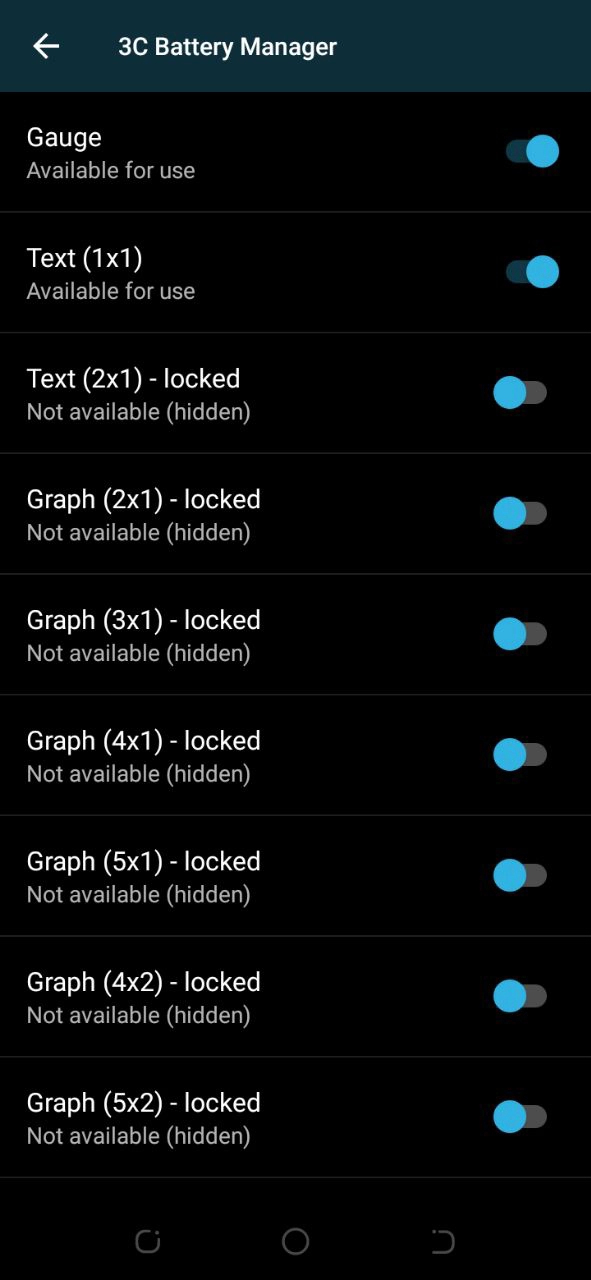 3C Battery Manager
Gauge
Available for use
Text (1x1)
Available for use
Text (2x1) - locked
Not available (hidden)
Graph (2x1) - locked
Not available (hidden)
Graph (3x1) - locked
Not available (hidden)
Graph (4x1) - locked
Not available (hidden)
Graph (5x1) - locked
Not available (hidden)
Graph (4x2) - locked
Not available (hidden)
Graph (5x2) - locked
Not available (hidden)